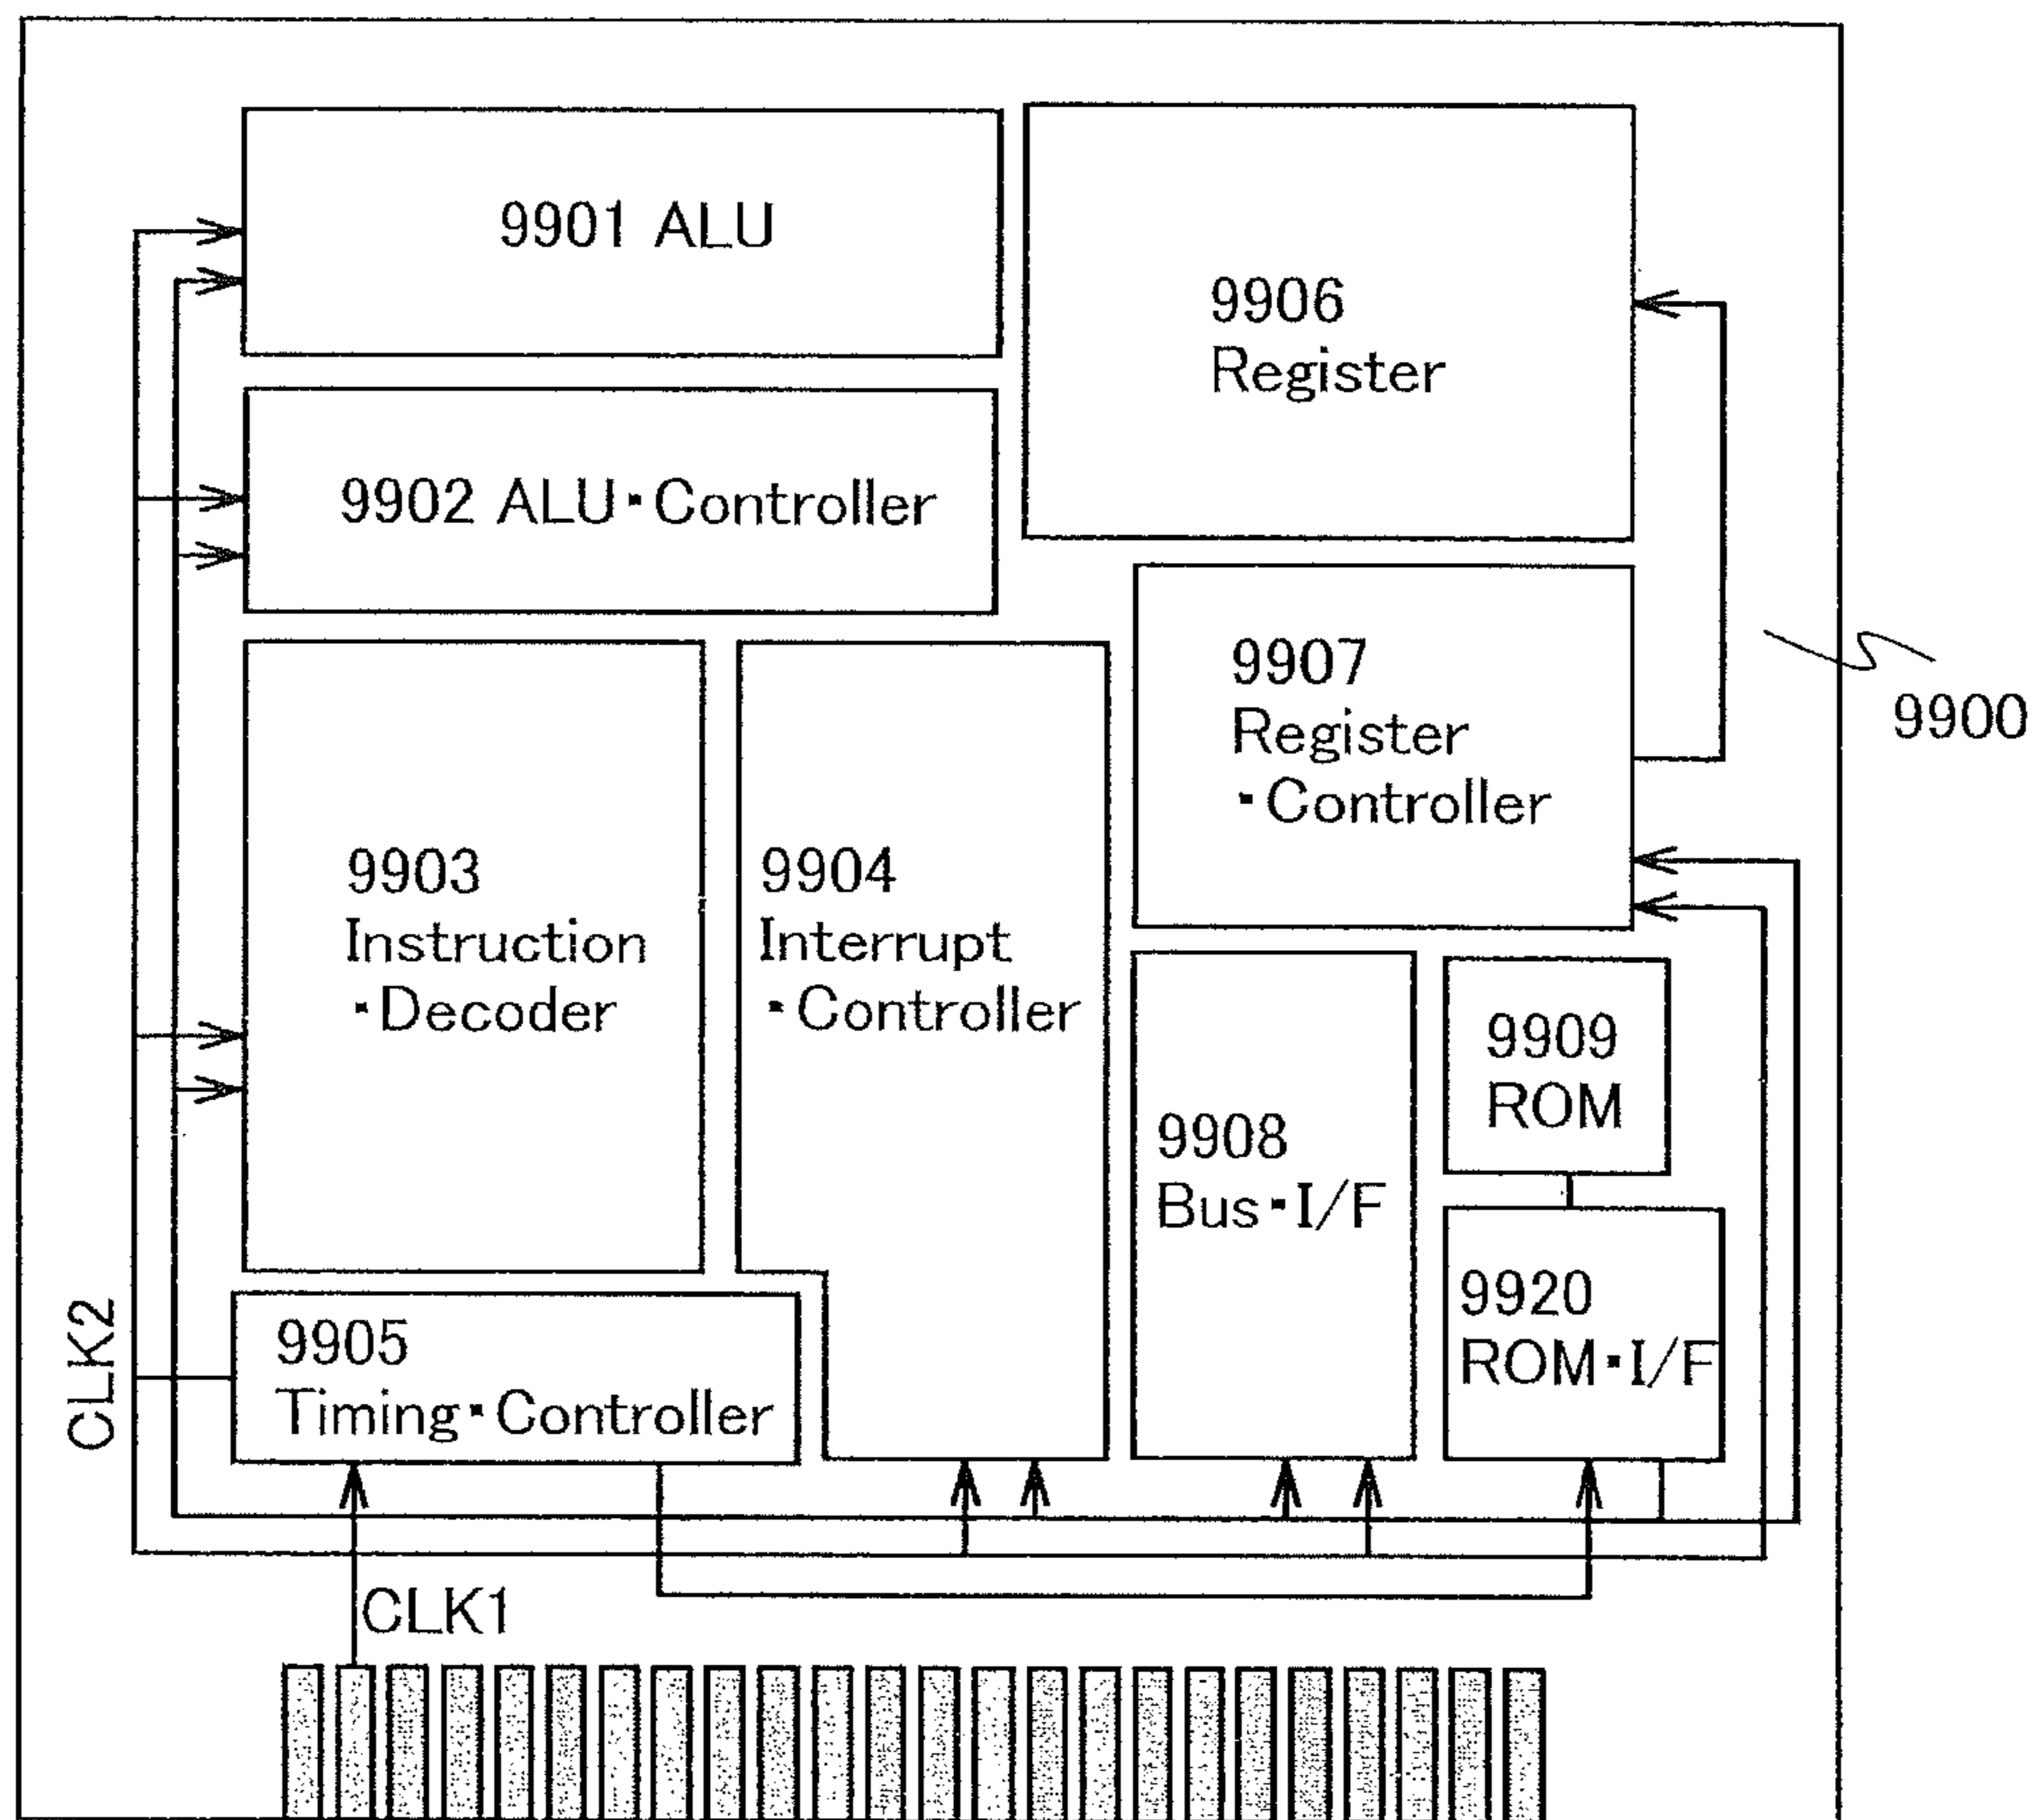 9901 ALU
9906
Register
9902 ALU・Controller
9907
Register
・Controller
9900
9903
Instruction
・Decoder
9904
Interrupt
・Controller
9908
Bus・I/F
9909
ROM
9920
ROM・I/F
9905
Timing・Controller
CLK2
CLK1